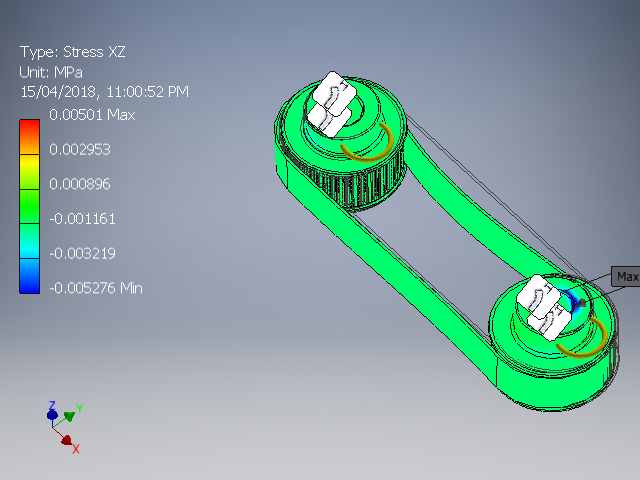 Type: Stress XZ
Unit: MPa
15/04/2018, 11:00:52 PM
0.00501 Max
0.002953
0.000896
-0.001161
-0.003219
-0.005276 Min
Max
Z
Y
X